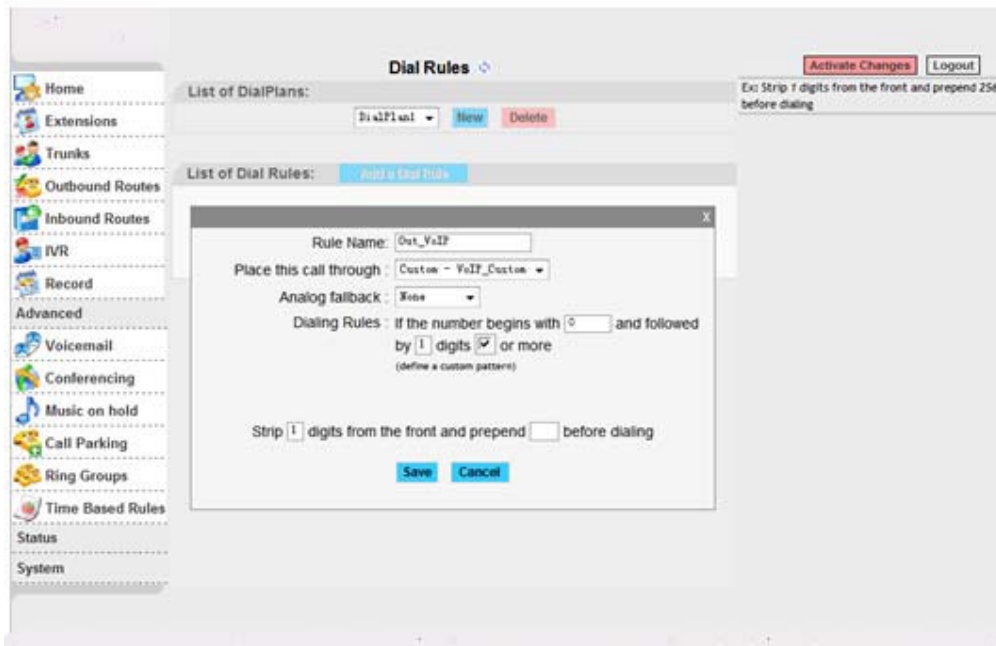 Dial Rules
Activate Changes
Logout
Ex: Strip 1 digits from the front and prepend 256
before dialing
Home
Extensions
Trunks
Outbound Routes
Inbound Routes
IVR
Record
Advanced
Voicemail
Conferencing
Music on hold
Call Parking
Ring Groups
Time Based Rules
Status
System
List of DialPlans:
DialPlan1
New
Delete
List of Dial Rules:
Add a Dial Rule
X
Rule Name: Out_VoIP
Place this call through : Custom - VoIP_Custom
Analog fallback : None
Dialing Rules : If the number begins with 0 and followed
by 1 digits or more
(define a custom pattern)
Strip 1 digits from the front and prepend before dialing
Save
Cancel